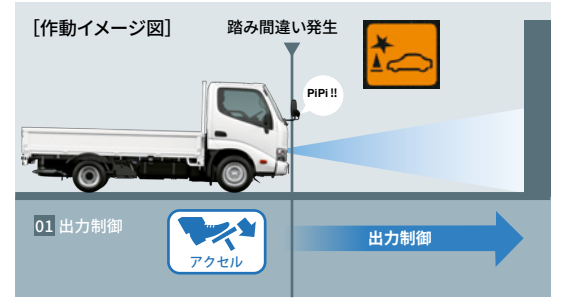 ［作動イメージ図］
踏み間違い発生
PiPi !!
01 出力制御
アクセル
出力制御